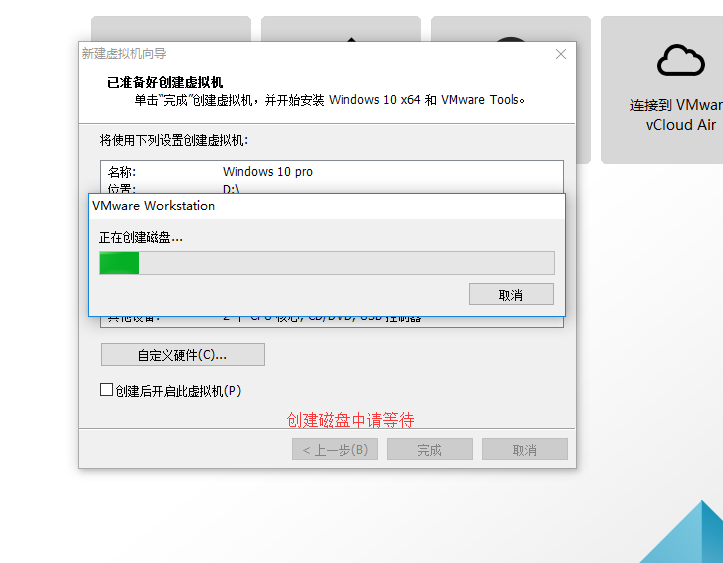 新建虚拟机向导
已准备好创建虚拟机
单击“完成”创建虚拟机，并开始安装 Windows 10 x64 和 VMware Tools。
连接到 VMwar
vCloud Air
将使用下列设置创建虚拟机:
名称: Windows 10 pro
位置: D:\
VMware Workstation
正在创建磁盘...
取消
其他设备: 2 个 CPU 核心, CD/DVD, USB 控制器
自定义硬件(C)...
创建后开启此虚拟机(P)
创建磁盘中请等待
< 上一步(B) 完成 取消